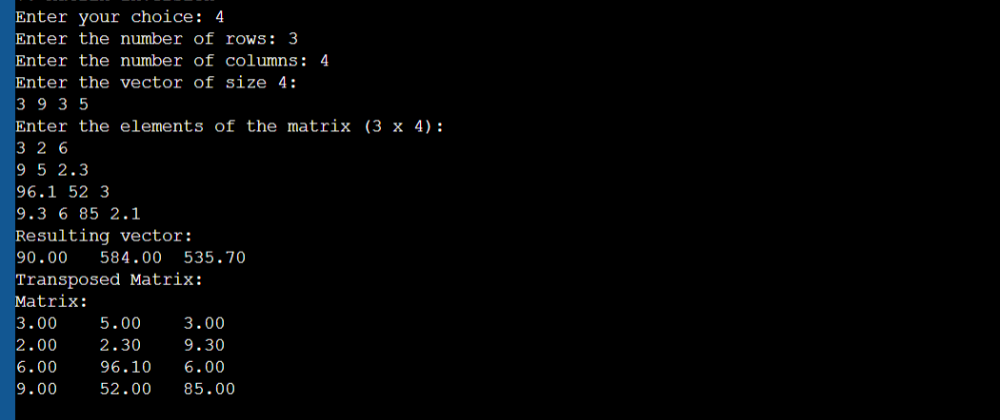 Enter your choice: 4
Enter the number of rows: 3
Enter the number of columns: 4
Enter the vector of size 4:
3 9 3 5
Enter the elements of the matrix (3 x 4):
3 2 6
9 5 2.3
96.1 52 3
9.3 6 85 2.1
Resulting vector:
90.00 584.00 535.70
Transposed Matrix:
Matrix:
3.00 5.00 3.00
2.00 2.30 9.30
6.00 96.10 6.00
9.00 52.00 85.00